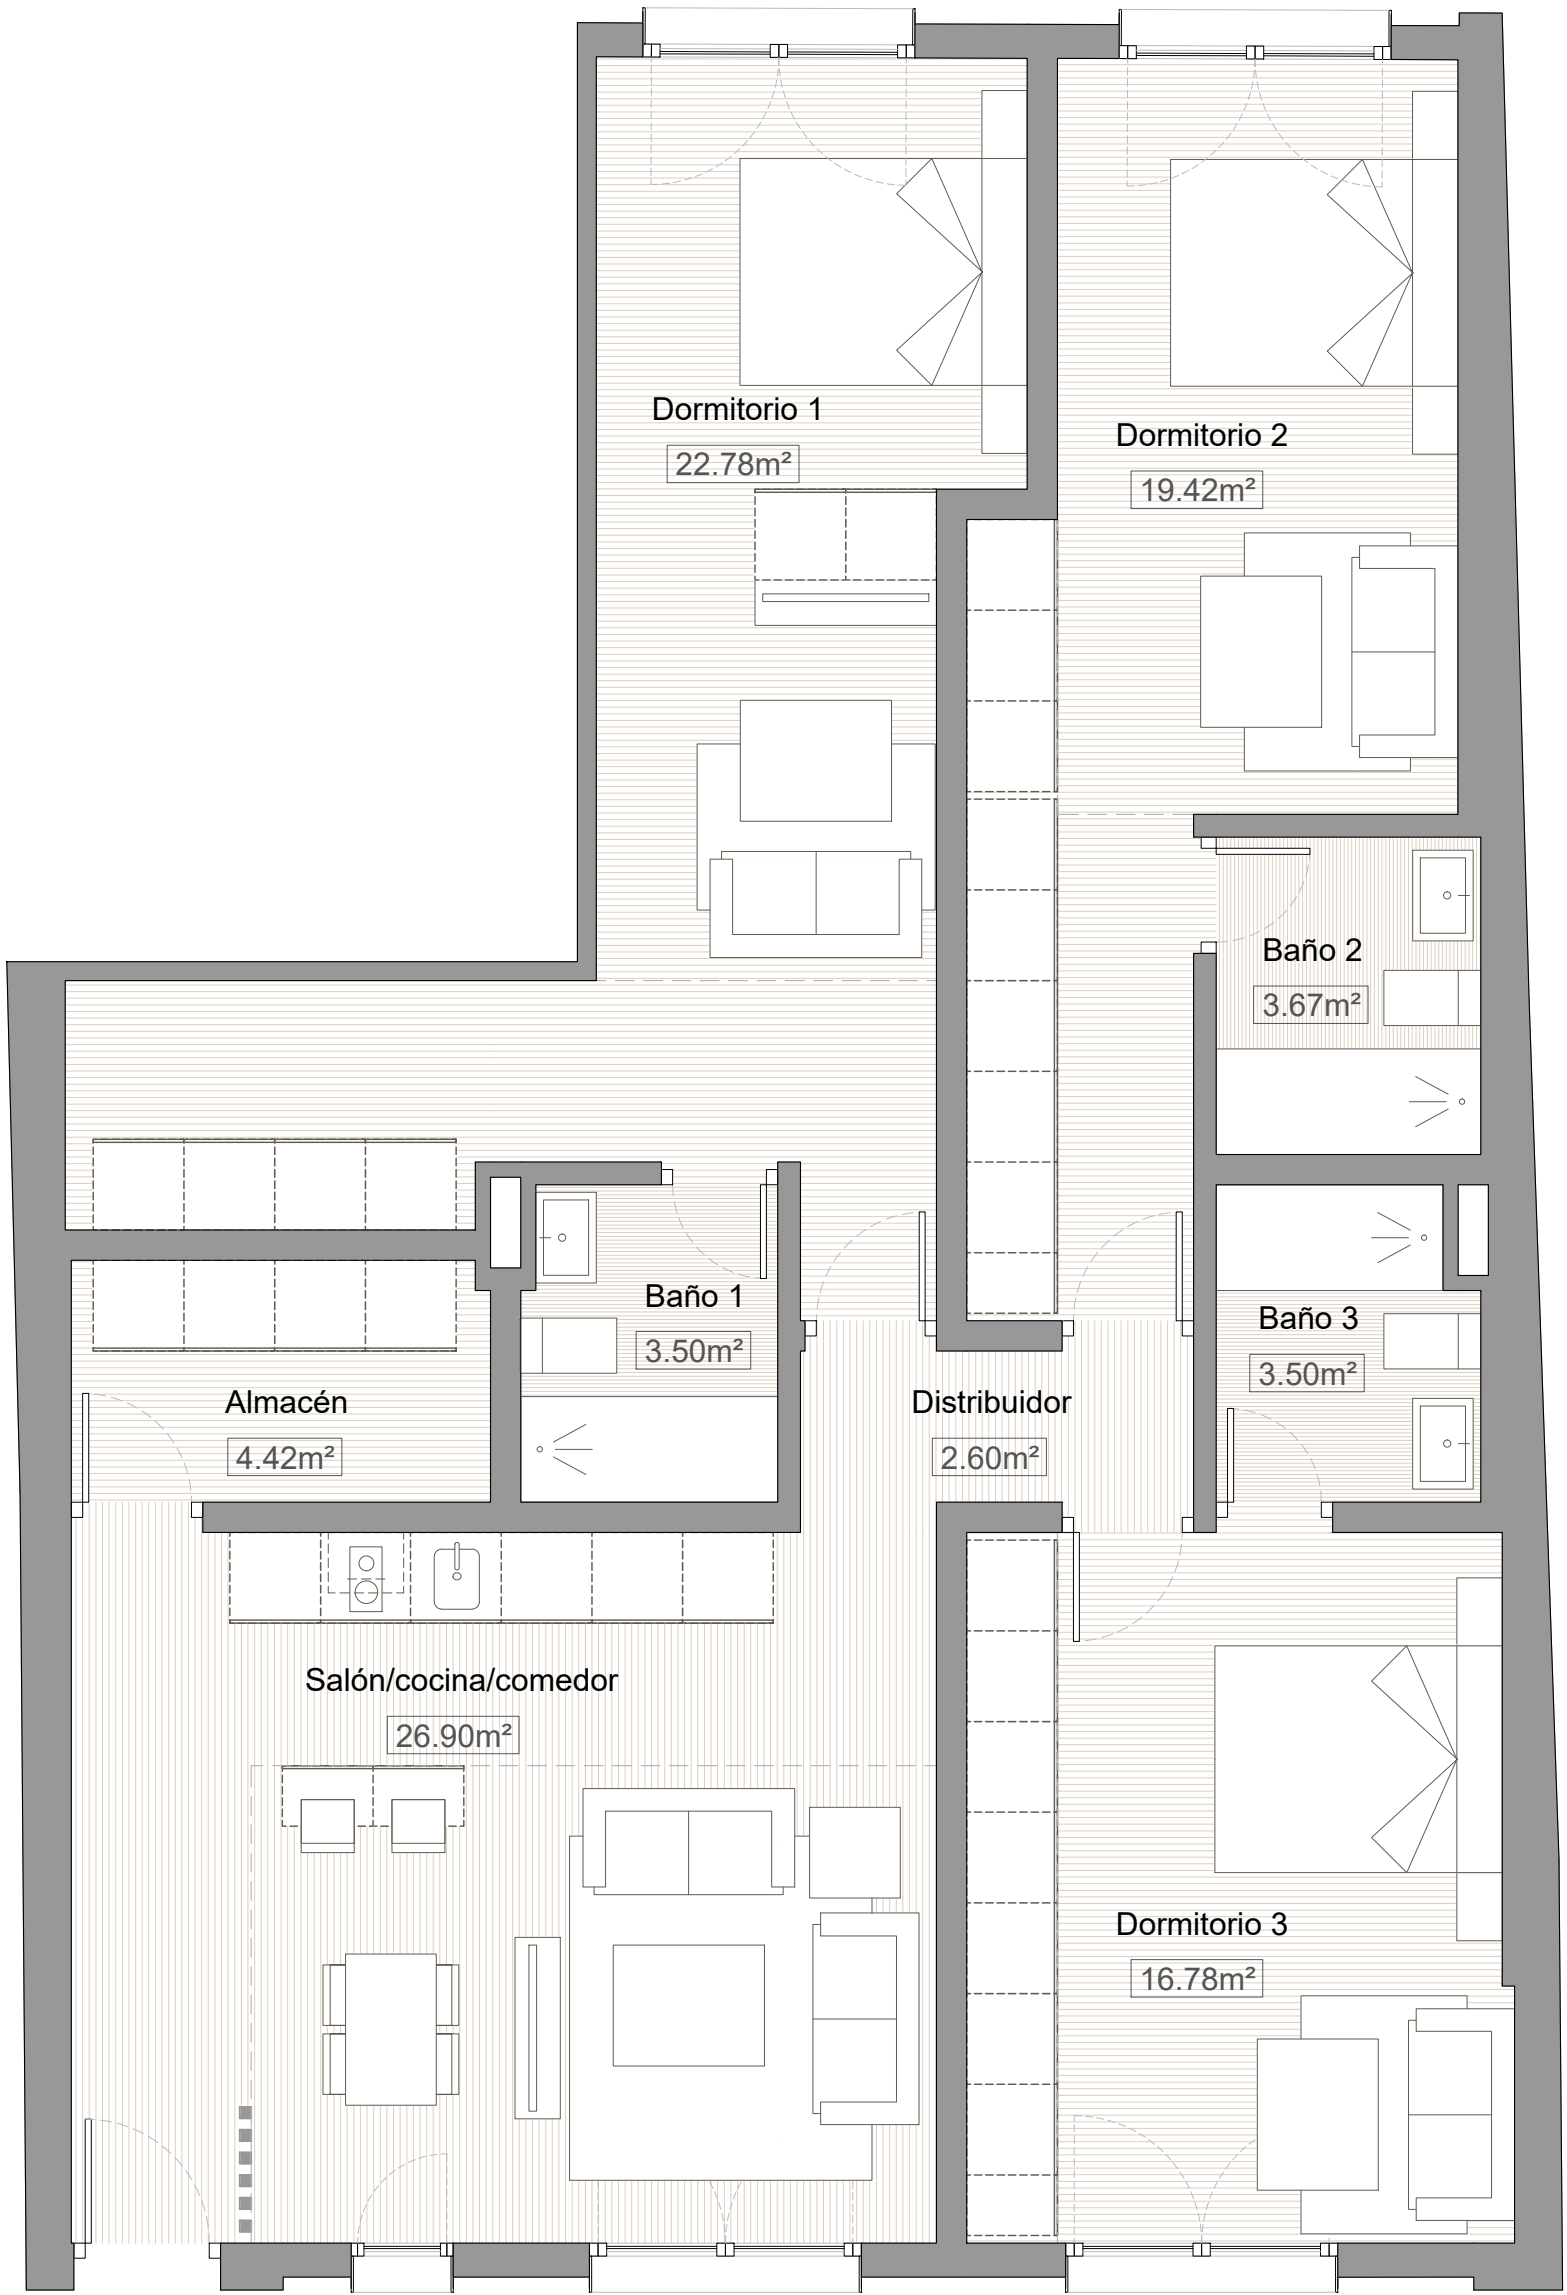 Dormitorio 1
22.78m²
Dormitorio 2
19.42m²
Baño 2
3.67m²
Baño 1
3.50m²
Baño 3
3.50m²
Almacén
4.42m²
Distribuidor
2.60m²
Salón/cocina/comedor
26.90m²
Dormitorio 3
16.78m²